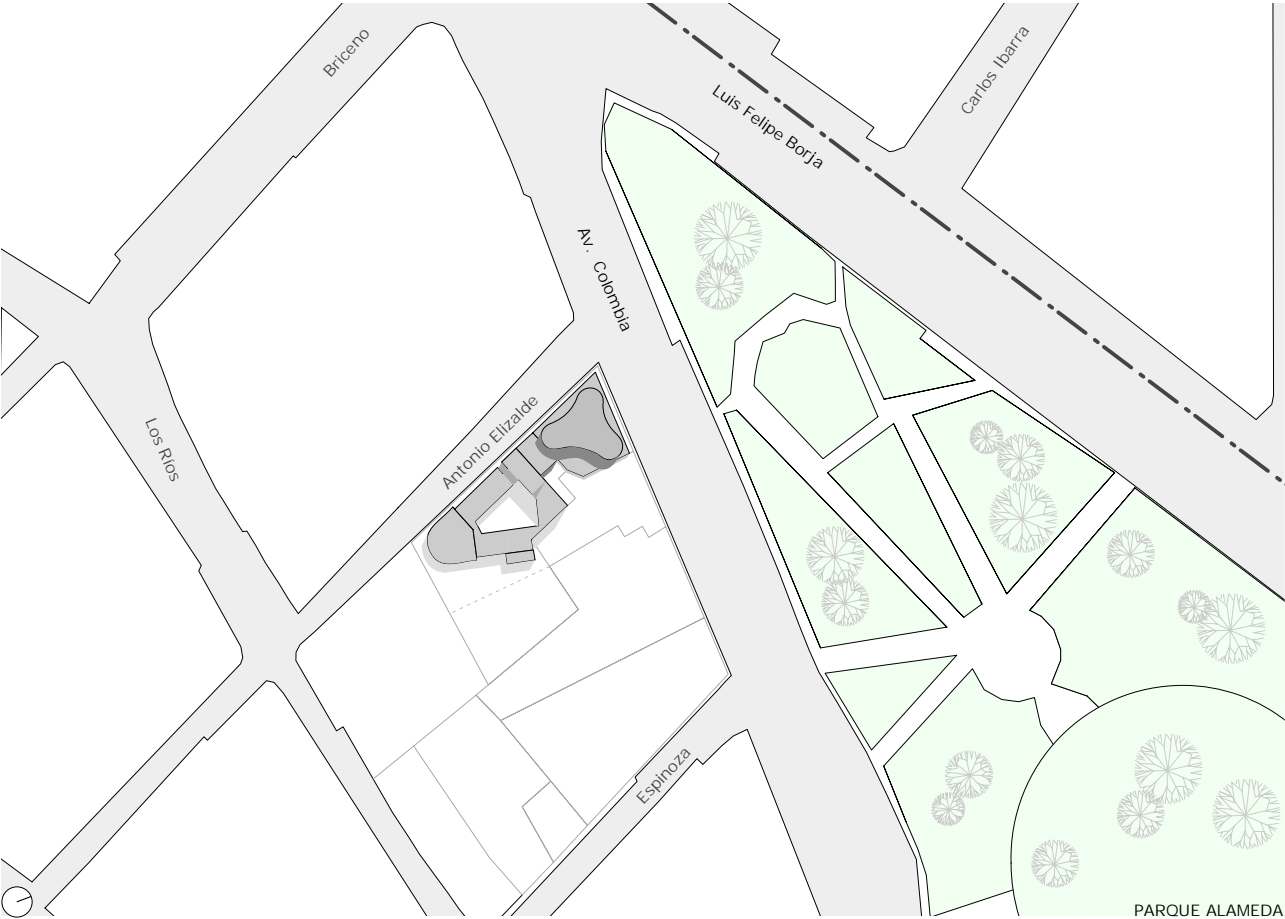 Briceno
Carlos Ibarra
Luis Felipe Borja
Av. Colombia
Antonio Elizalde
Los Ríos
Espinoza
PARQUE ALAMEDA